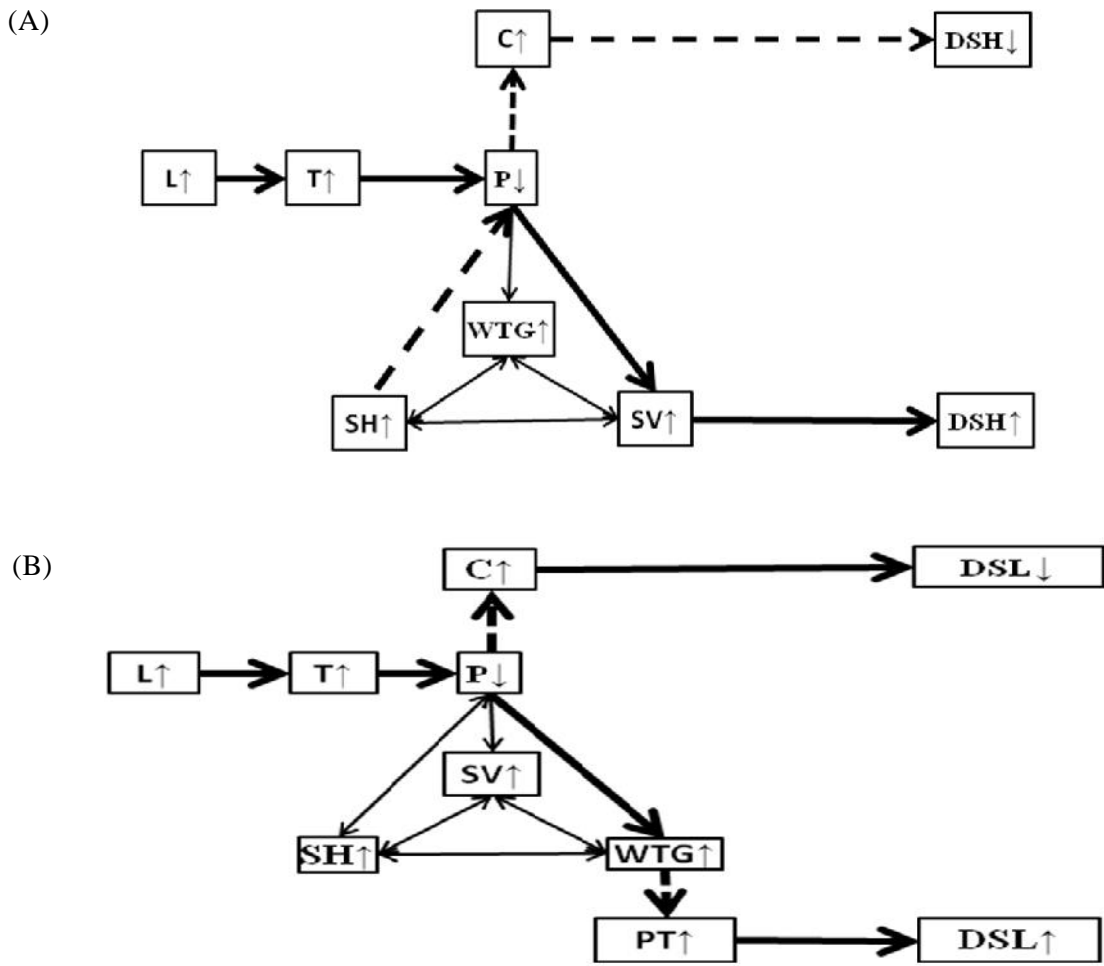 (A)
C↑
DSH↓
L↑
T↑
P↓
WTG↑
SH↑
SV↑
DSH↑
(B)
C↑
DSL↓
L↑
T↑
P↓
SV↑
SH↑
WTG↑
PT↑
DSL↑